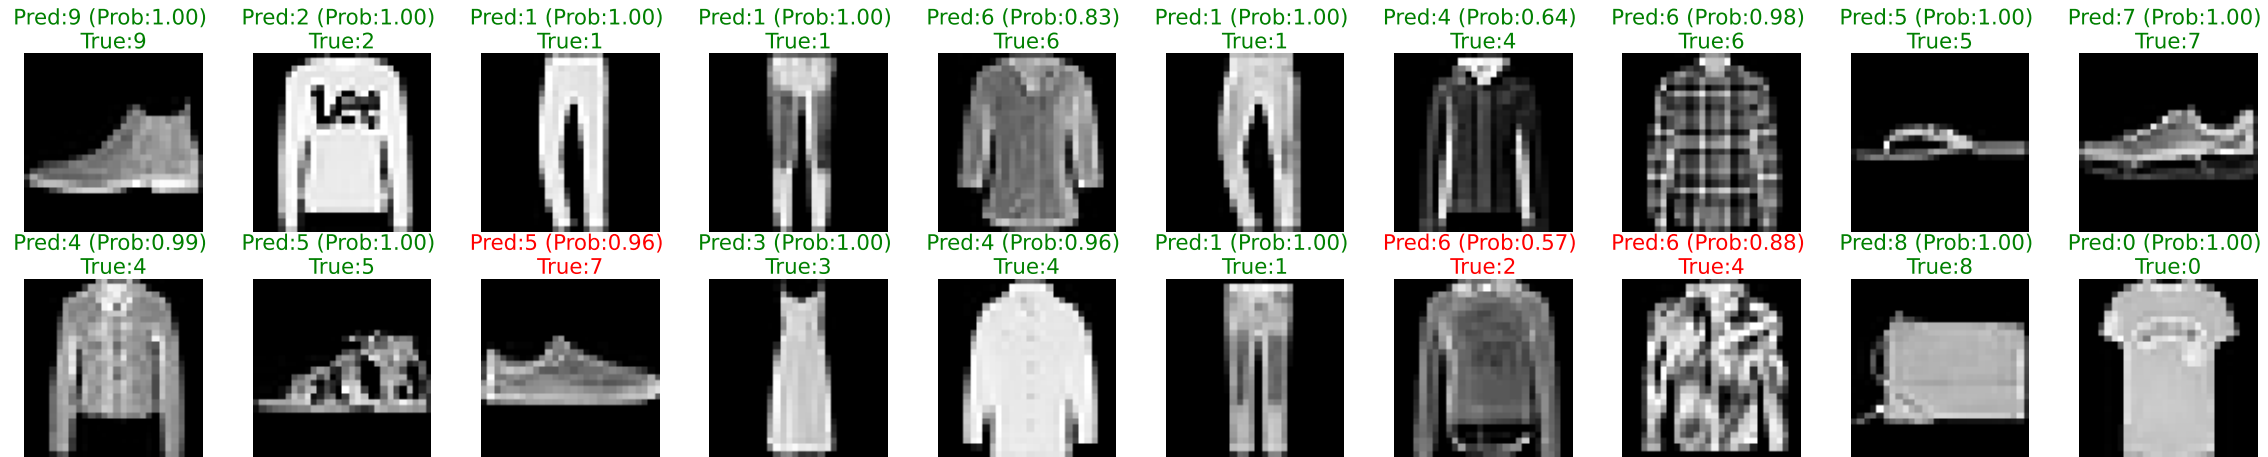 Pred:9 (Prob:1.00)
True:9
Pred:2 (Prob:1.00)
True:2
Pred:1 (Prob:1.00)
True:1
Pred:1 (Prob:1.00)
True:1
Pred:6 (Prob:0.83)
True:6
Pred:1 (Prob:1.00)
True:1
Pred:4 (Prob:0.64)
True:4
Pred:6 (Prob:0.98)
True:6
Pred:5 (Prob:1.00)
True:5
Pred:7 (Prob:1.00)
True:7
Lee
Pred:4 (Prob:0.99)
True:4
Pred:5 (Prob:1.00)
True:5
Pred:5 (Prob:0.96)
True:7
Pred:3 (Prob:1.00)
True:3
Pred:4 (Prob:0.96)
True:4
Pred:1 (Prob:1.00)
True:1
Pred:6 (Prob:0.57)
True:2
Pred:6 (Prob:0.88)
True:4
Pred:8 (Prob:1.00)
True:8
Pred:0 (Prob:1.00)
True:0